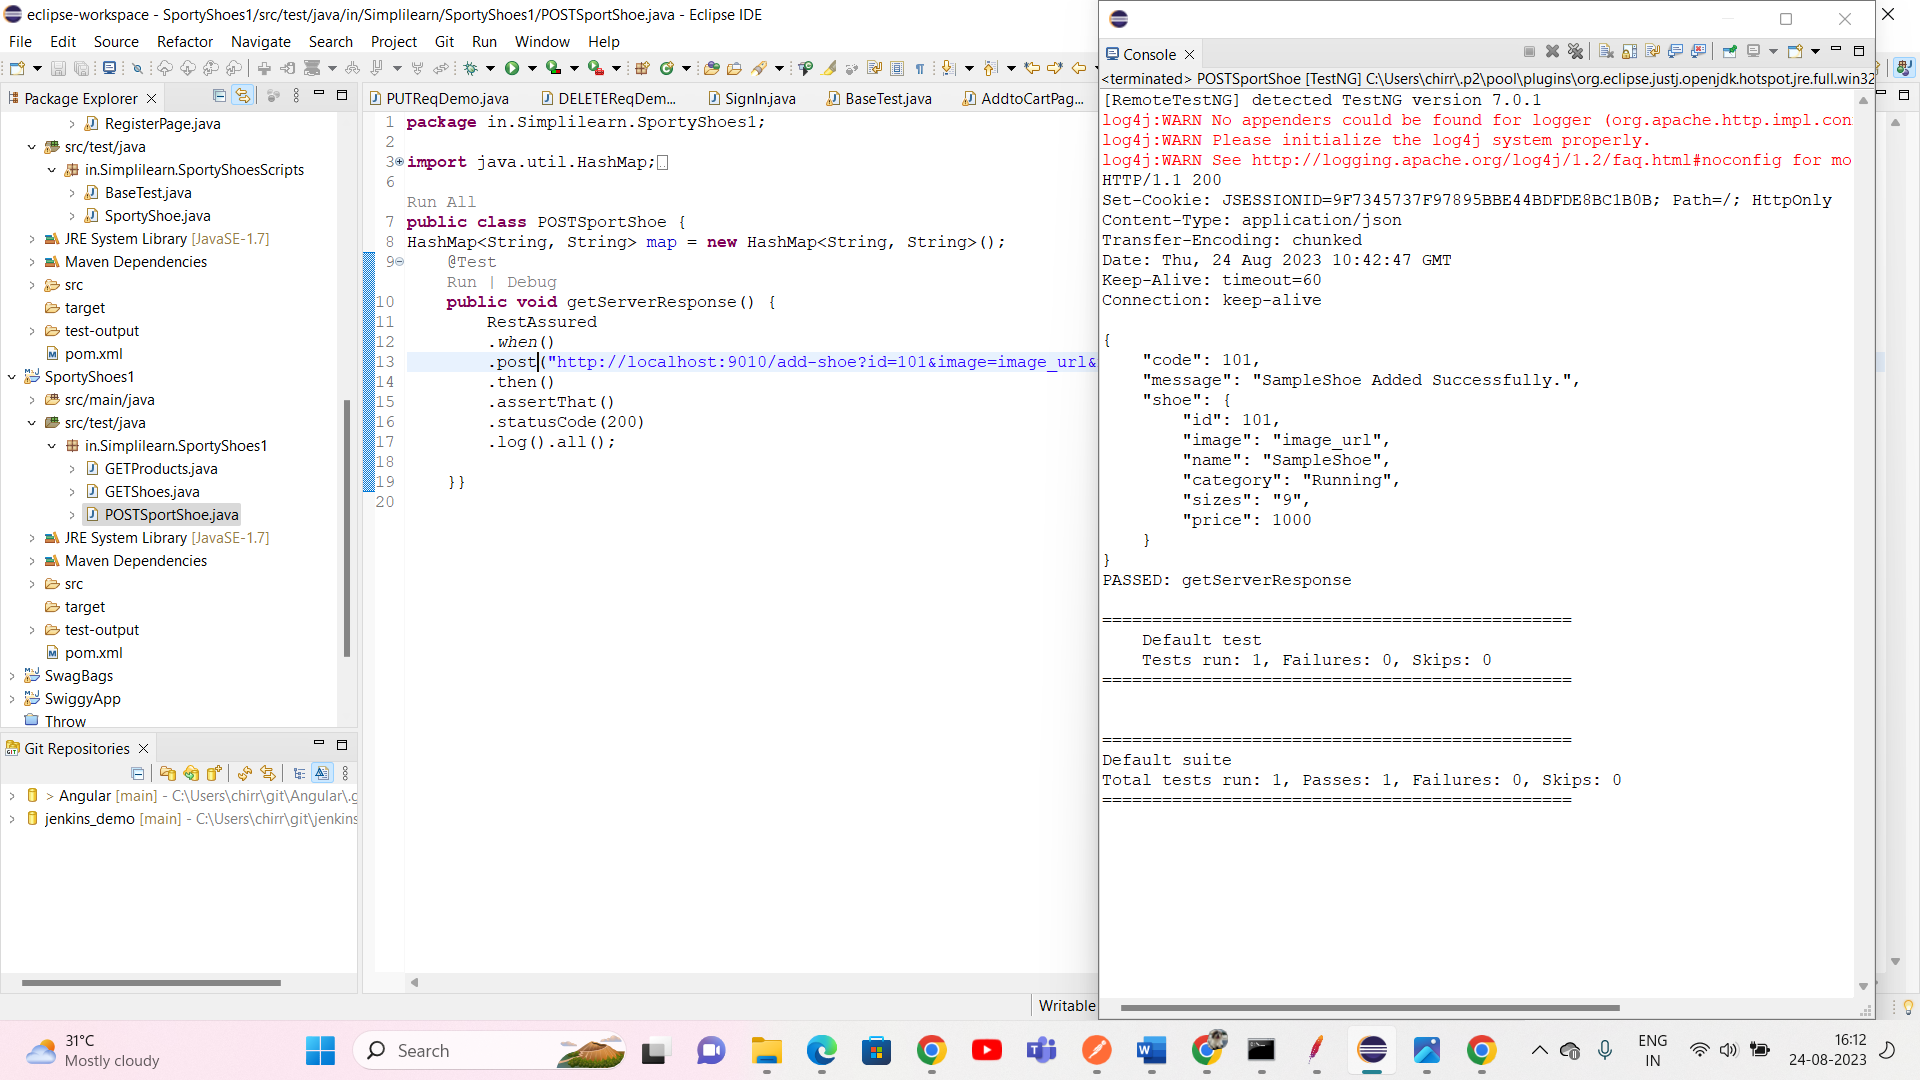 eclipse-workspace - SportyShoes1/src/test/java/in/Simplilearn/SportyShoes1/POSTSportShoe.java - Eclipse IDE
File Edit Source Refactor Navigate Search Project Git Run Window Help
Package Explorer
RegisterPage.java
src/test/java
in.Simplilearn.SportyShoesScripts
BaseTest.java
SportyShoe.java
JRE System Library [JavaSE-1.7]
Maven Dependencies
src
target
test-output
pom.xml
SportyShoes1
src/main/java
src/test/java
in.Simplilearn.SportyShoes1
GETProducts.java
GETShoes.java
POSTSportShoe.java
JRE System Library [JavaSE-1.7]
Maven Dependencies
src
target
test-output
pom.xml
SwagBags
SwiggyApp
Throw
Git Repositories
> Angular [main] - C:\Users\chirr\git\Angular\.g
jenkins_demo [main] - C:\Users\chirr\git\jenkins
PUTReqDemo.java DELETEReqDem... SignIn.java BaseTest.java AddtoCartPag...
1 package in.Simplilearn.SportyShoes1;
2
3 import java.util.HashMap;
6
Run All
7 public class POSTSportShoe {
8 HashMap<String, String> map = new HashMap<String, String>();
9 @Test
Run | Debug
10 public void getServerResponse() {
11 RestAssured
12 .when()
13 .post("http://localhost:9010/add-shoe?id=101&image=image_url&
14 .then()
15 .assertThat()
16 .statusCode(200)
17 .log().all();
18
19 }}
20
Writable
Console
<terminated> POSTSportShoe [TestNG] C:\Users\chirr\.p2\pool\plugins\org.eclipse.justj.openjdk.hotspot.jre.full.win32
[RemoteTestNG] detected TestNG version 7.0.1
log4j:WARN No appenders could be found for logger (org.apache.http.impl.con
log4j:WARN Please initialize the log4j system properly.
log4j:WARN See http://logging.apache.org/log4j/1.2/faq.html#noconfig for mo
HTTP/1.1 200
Set-Cookie: JSESSIONID=9F7345737F97895BBE44BDFDE8BC1B0B; Path=/; HttpOnly
Content-Type: application/json
Transfer-Encoding: chunked
Date: Thu, 24 Aug 2023 10:42:47 GMT
Keep-Alive: timeout=60
Connection: keep-alive
{
"code": 101,
"message": "SampleShoe Added Successfully.",
"shoe": {
"id": 101,
"image": "image_url",
"name": "SampleShoe",
"category": "Running",
"sizes": "9",
"price": 1000
}
}
PASSED: getServerResponse
===============================================
Default test
Tests run: 1, Failures: 0, Skips: 0
===============================================
===============================================
Default suite
Total tests run: 1, Passes: 1, Failures: 0, Skips: 0
===============================================
31°C
Mostly cloudy
Search
ENG
IN
16:12
24-08-2023